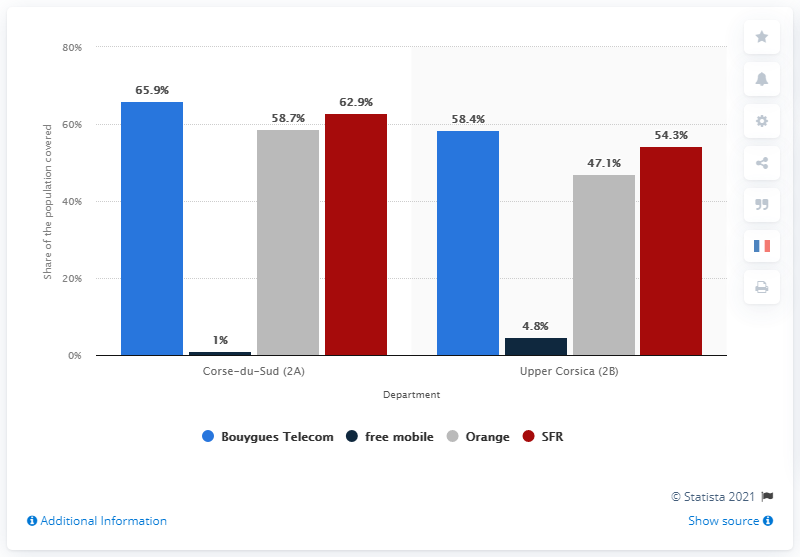 80%
65.9%
62.9%
58.7%
58.4%
54.3%
60%
47.1%
40%
20%
4.8%
1%
0%
Share of the population covered
Corse-du-Sud (2A)
Upper Corsica (2B)
Department
Bouygues Telecom
free mobile
Orange
SFR
© Statista 2021
Additional Information
Show source